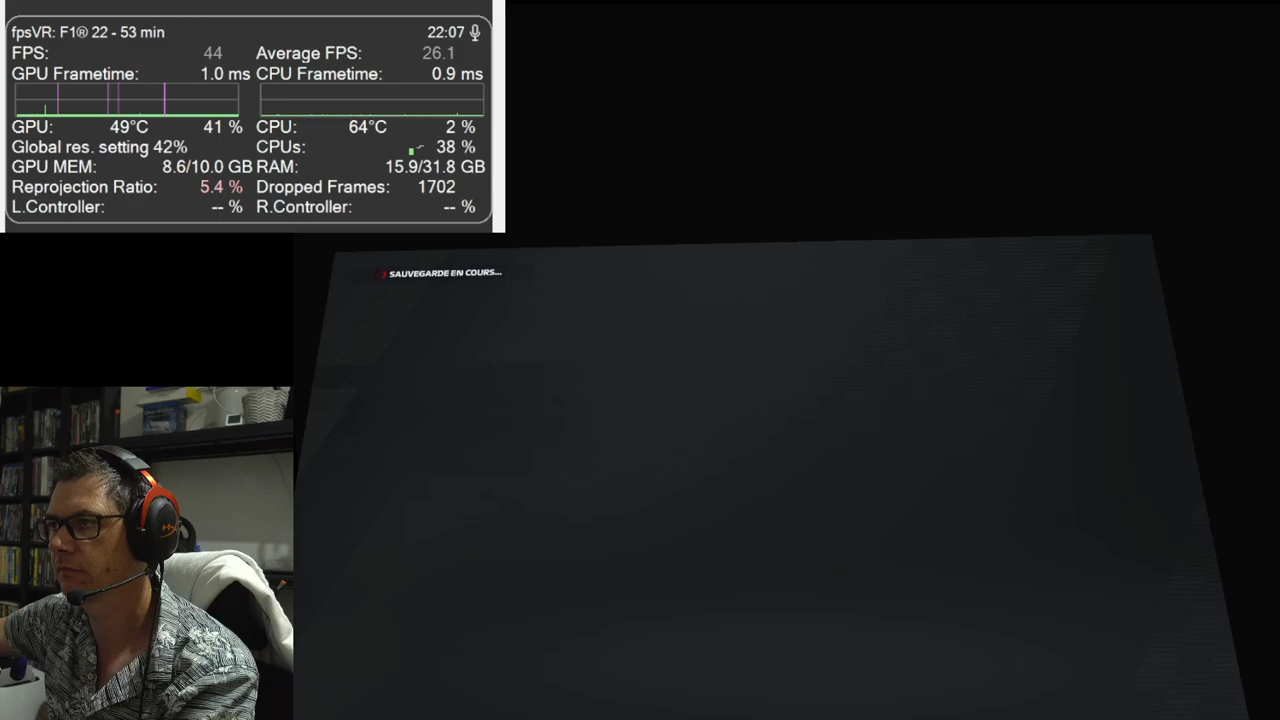 fpsVR: F1® 22 - 53 min 22:07
FPS: 44 Average FPS: 26.1
GPU Frametime: 1.0 ms CPU Frametime: 0.9 ms
GPU: 49°C 41 % CPU: 64°C 2 %
Global res. setting 42% CPUs: 38 %
GPU MEM: 8.6/10.0 GB RAM: 15.9/31.8 GB
Reprojection Ratio: 5.4 % Dropped Frames: 1702
L.Controller: -- % R.Controller: -- %
SAUVEGARDE EN COURS...